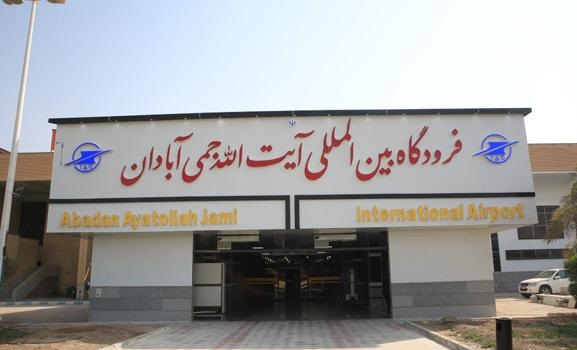 فرودگاه بین المللی آیت الله جمی آبادان
Abadan Ayatollah Jami International Airport